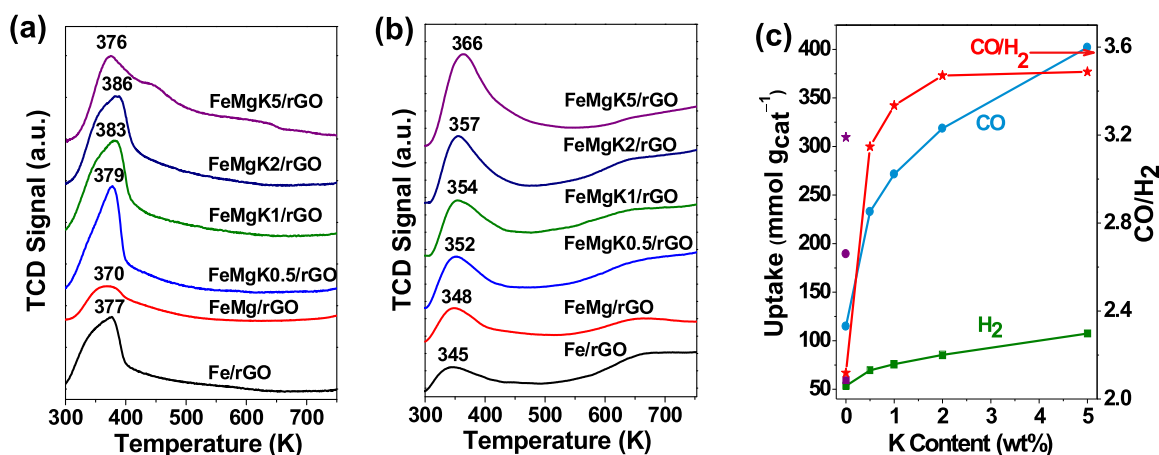 (a)
376
386
383
379
370
377
FeMgK5/rGO
FeMgK2/rGO
FeMgK1/rGO
FeMgK0.5/rGO
FeMg/rGO
Fe/rGO
TCD Signal (a.u.)
300 400 500 600 700
Temperature (K)
(b)
366
357
354
352
348
345
FeMgK5/rGO
FeMgK2/rGO
FeMgK1/rGO
FeMgK0.5/rGO
FeMg/rGO
Fe/rGO
TCD Signal (a.u.)
300 400 500 600 700
Temperature (K)
(c)
400
350
300
250
200
150
100
50
Uptake (mmol gcat⁻¹)
CO/H₂
CO
H₂
3.6
3.2
2.8
2.4
2.0
CO/H2
0 1 2 3 4 5
K Content (wt%)